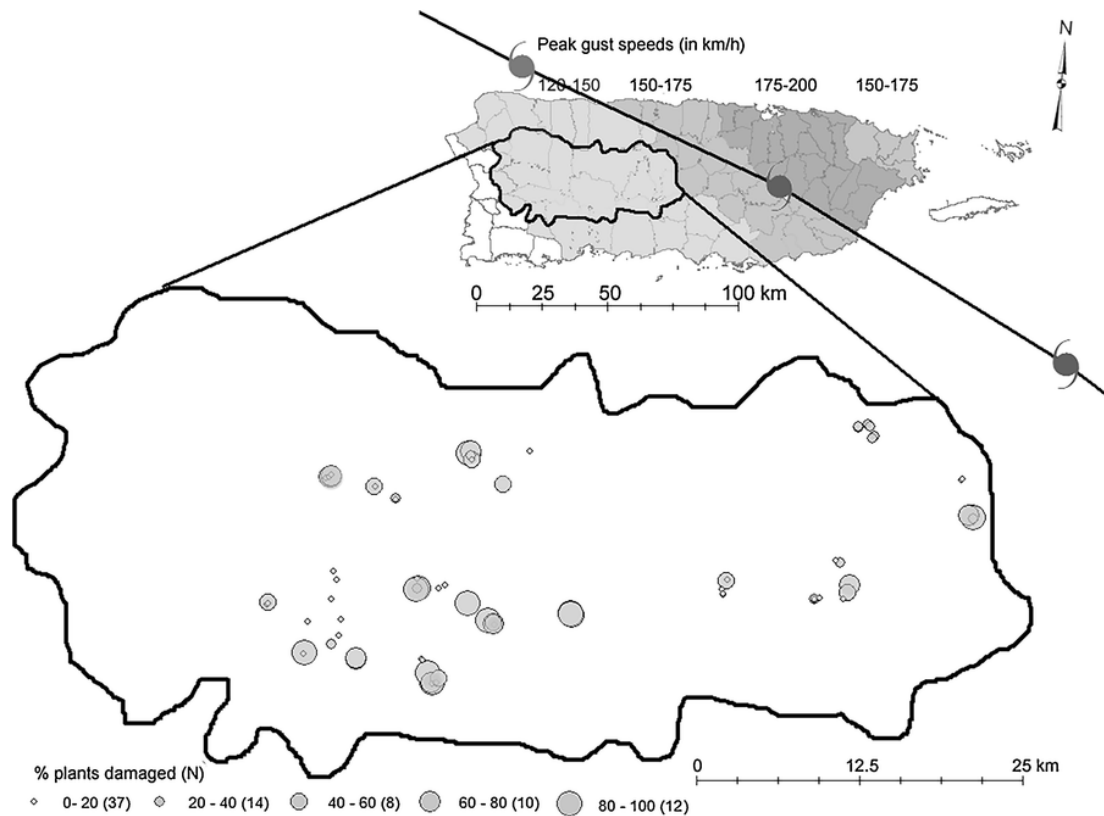 N
Peak gust speeds (in km/h)
120-150 150-175 175-200 150-175
0 25 50 100 km
% plants damaged (N)
0 12.5 25 km
0- 20 (37) 20 - 40 (14) 40 - 60 (8) 60 - 80 (10) 80 - 100 (12)